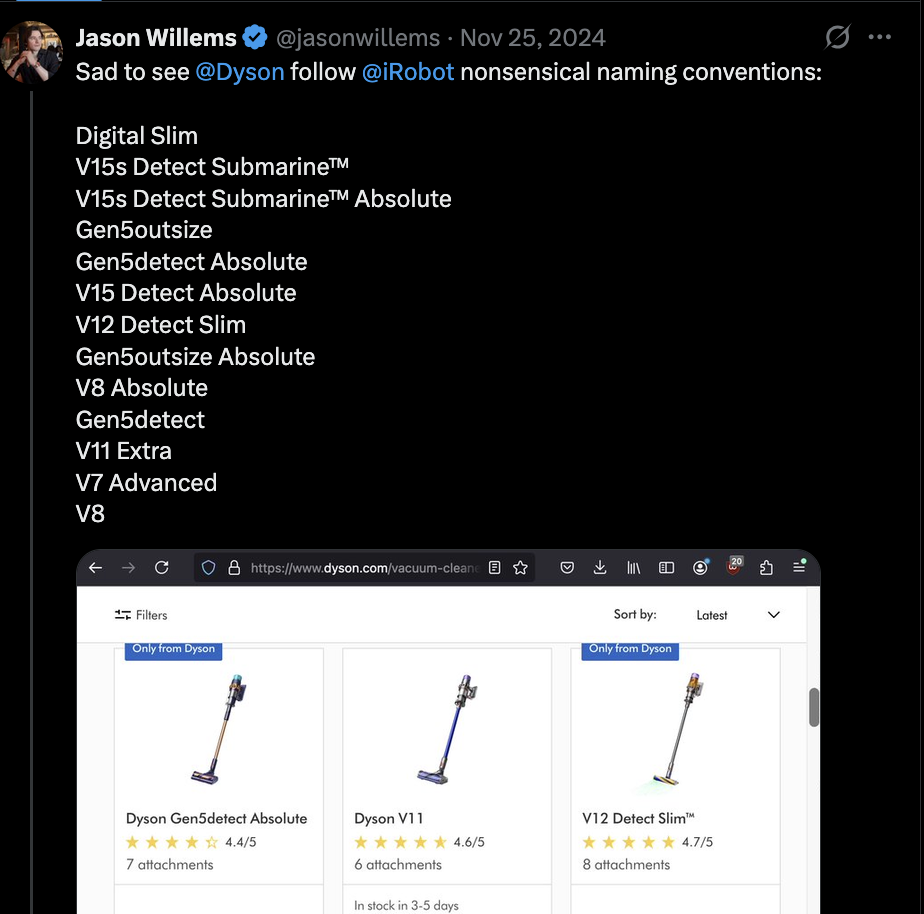 Jason Willems @jasonwillems · Nov 25, 2024
Sad to see @Dyson follow @iRobot nonsensical naming conventions:
Digital Slim
V15s Detect Submarine™
V15s Detect Submarine™ Absolute
Gen5outsize
Gen5detect Absolute
V15 Detect Absolute
V12 Detect Slim
Gen5outsize Absolute
V8 Absolute
Gen5detect
V11 Extra
V7 Advanced
V8
https://www.dyson.com/vacuum-cleane
20
Filters
Sort by: Latest
Only from Dyson
Dyson Gen5detect Absolute
4.4/5
7 attachments
Dyson V11
4.6/5
6 attachments
In stock in 3-5 days
Only from Dyson
V12 Detect Slim™
4.7/5
8 attachments